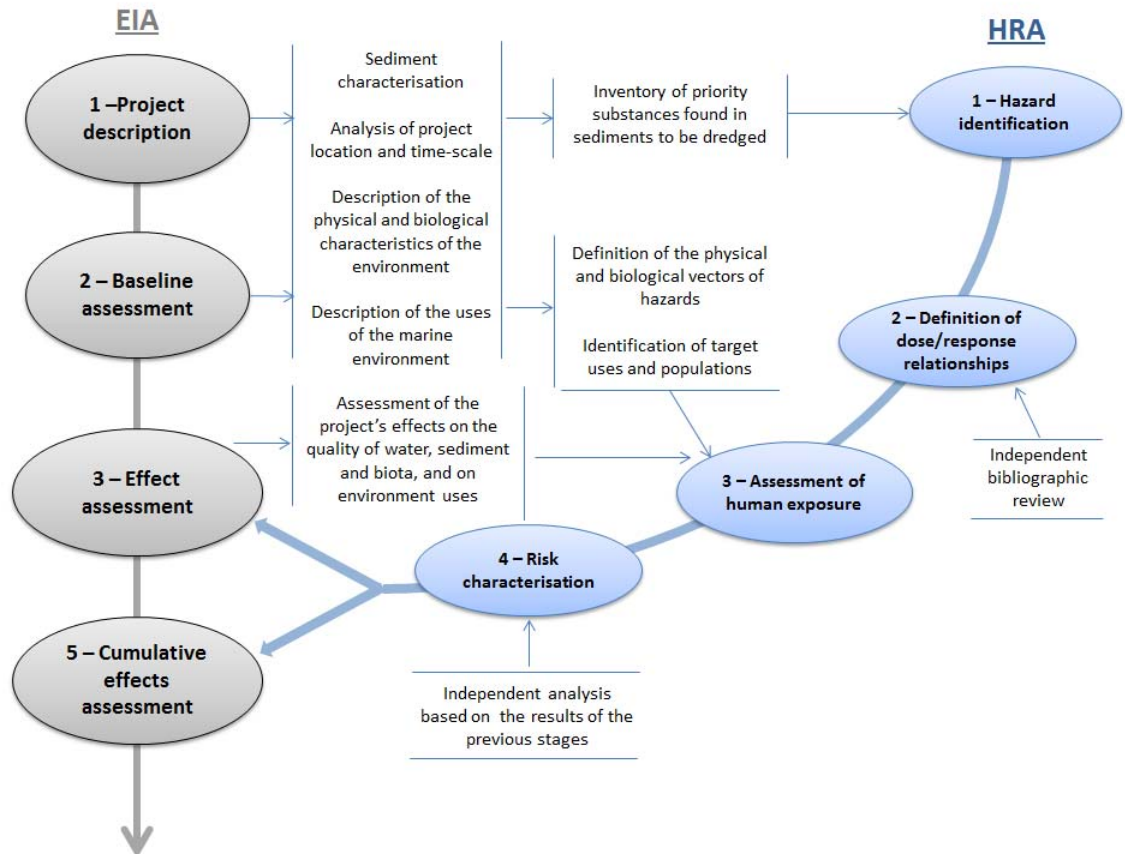 EIA
HRA
1 –Project
description
Sediment
characterisation
Analysis of project
location and time-scale
Description of the
physical and biological
characteristics of the
environment
Description of the uses
of the marine
environment
Inventory of priority
substances found in
sediments to be dredged
1 – Hazard
identification
2 – Baseline
assessment
Definition of the physical
and biological vectors of
hazards
Identification of target
uses and populations
2 – Definition of
dose/response
relationships
Independent
bibliographic
review
3 – Effect
assessment
Assessment of the
project’s effects on the
quality of water, sediment
and biota, and on
environment uses
3 – Assessment of
human exposure
4 – Risk
characterisation
Independent analysis
based on  the results of the
previous stages
5 – Cumulative
effects
assessment